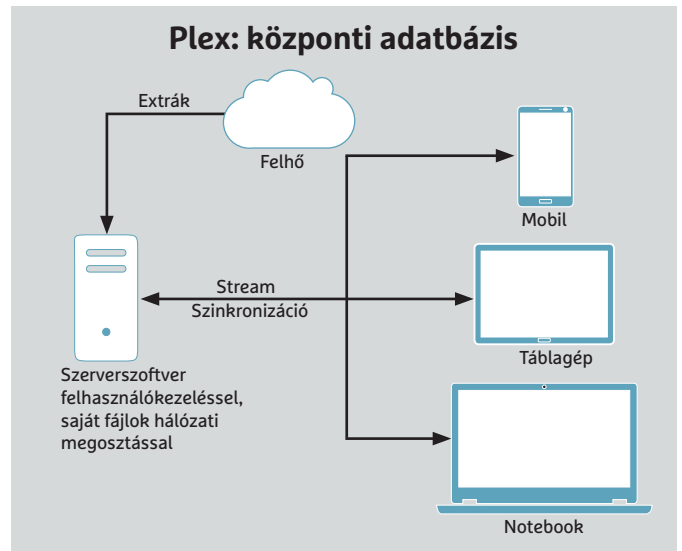 Plex: központi adatbázis
Extrák
Felhő
Mobil
Stream
Szinkronizáció
Táblagép
Szerverszoftver
felhasználókezeléssel,
saját fájlok hálózati
megosztással
Notebook